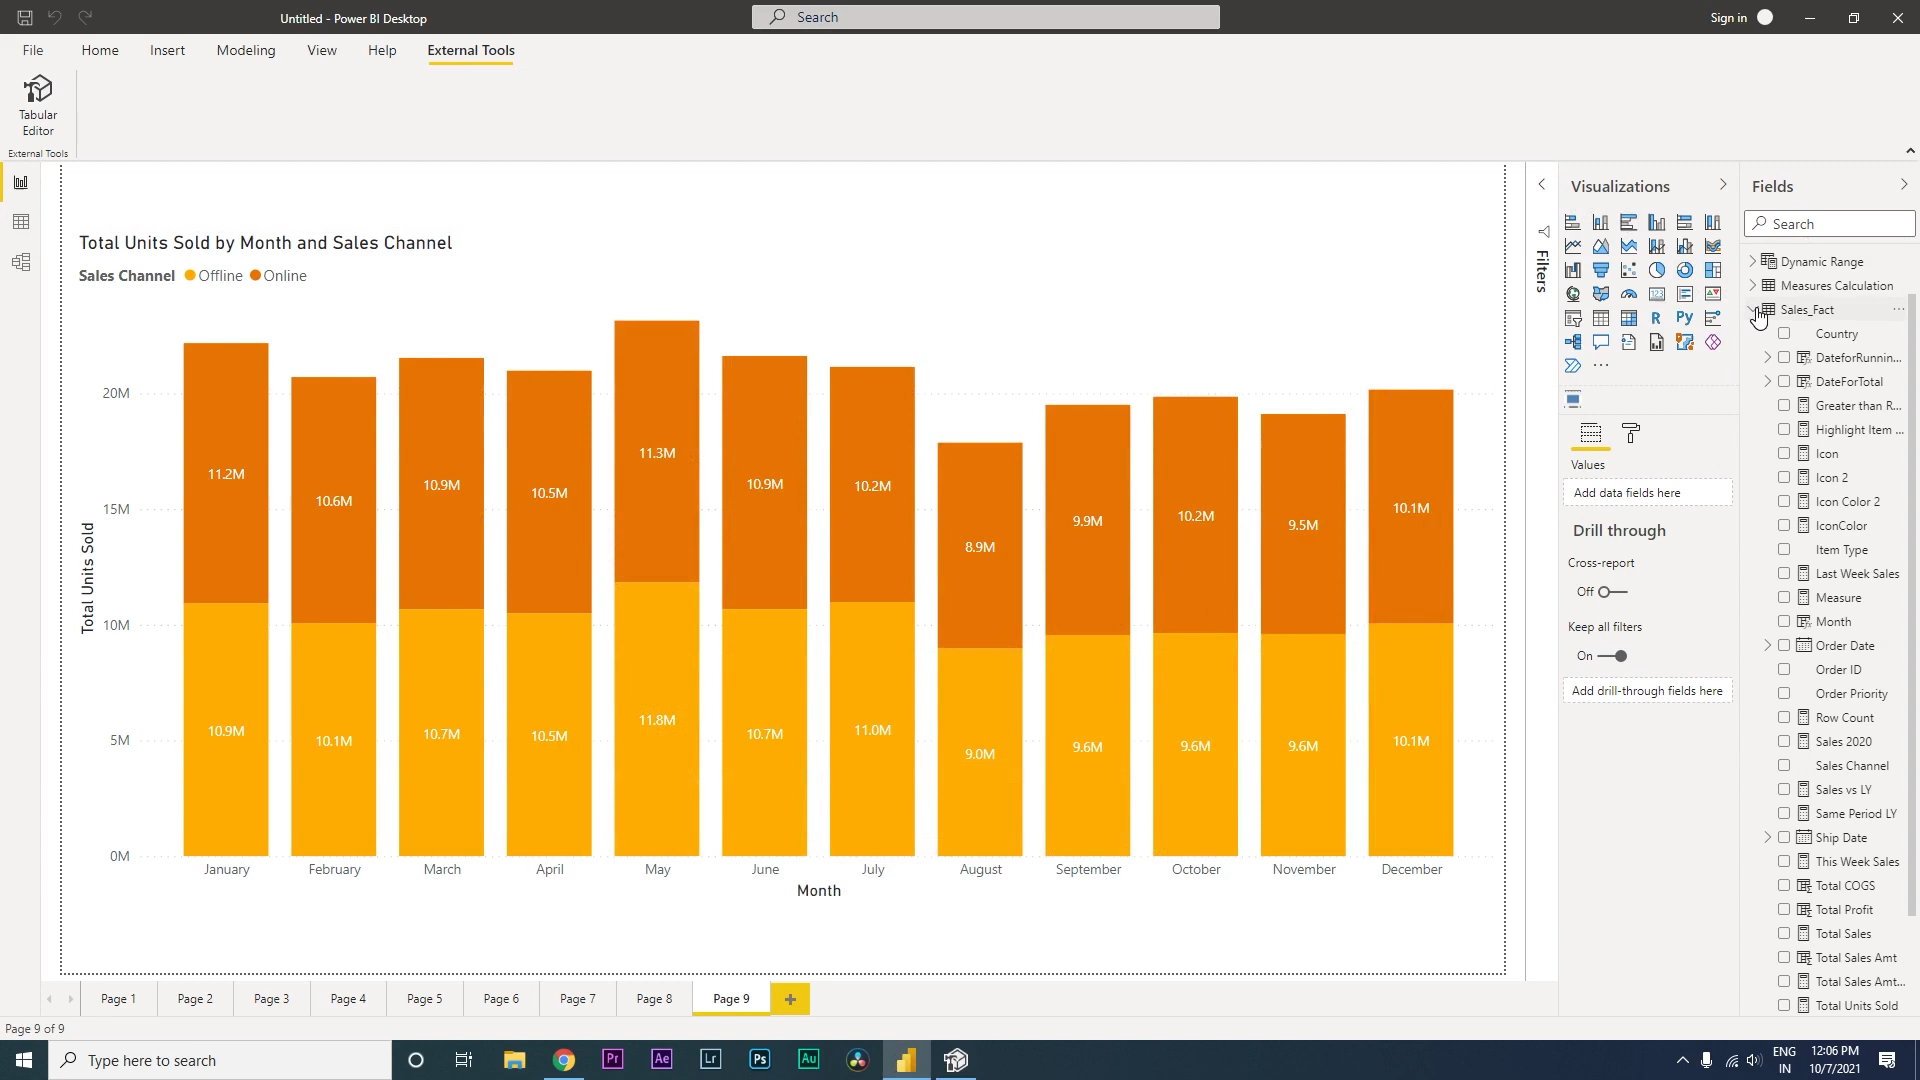 Untitled - Power BI Desktop
Search
Sign in
File
Home
Insert
Modeling
View
Help
External Tools
Tabular
Editor
External Tools
Total Units Sold by Month and Sales Channel
Sales Channel Offline Online
20M
15M
10M
5M
0M
Total Units Sold
11.2M
10.6M
10.9M
10.5M
11.3M
10.9M
10.2M
8.9M
9.9M
10.2M
9.5M
10.1M
10.9M
10.1M
10.7M
10.5M
11.8M
10.7M
11.0M
9.0M
9.6M
9.6M
9.6M
10.1M
January
February
March
April
May
June
July
August
September
October
November
December
Month
Filters
Visualizations
R
Py
Values
Add data fields here
Drill through
Cross-report
Off
Keep all filters
On
Add drill-through fields here
Fields
Search
Dynamic Range
Measures Calculation
Sales_Fact
Country
DateforRunnin...
DateForTotal
Greater than R...
Highlight Item ...
Icon
Icon 2
Icon Color 2
IconColor
Item Type
Last Week Sales
Measure
Month
Order Date
Order ID
Order Priority
Row Count
Sales 2020
Sales Channel
Sales vs LY
Same Period LY
Ship Date
This Week Sales
Total COGS
Total Profit
Total Sales
Total Sales Amt
Total Sales Amt...
Total Units Sold
Page 1
Page 2
Page 3
Page 4
Page 5
Page 6
Page 7
Page 8
Page 9
Page 9 of 9
Type here to search
Pr
Ae
Lr
Ps
Au
ENG
IN
12:06 PM
10/7/2021